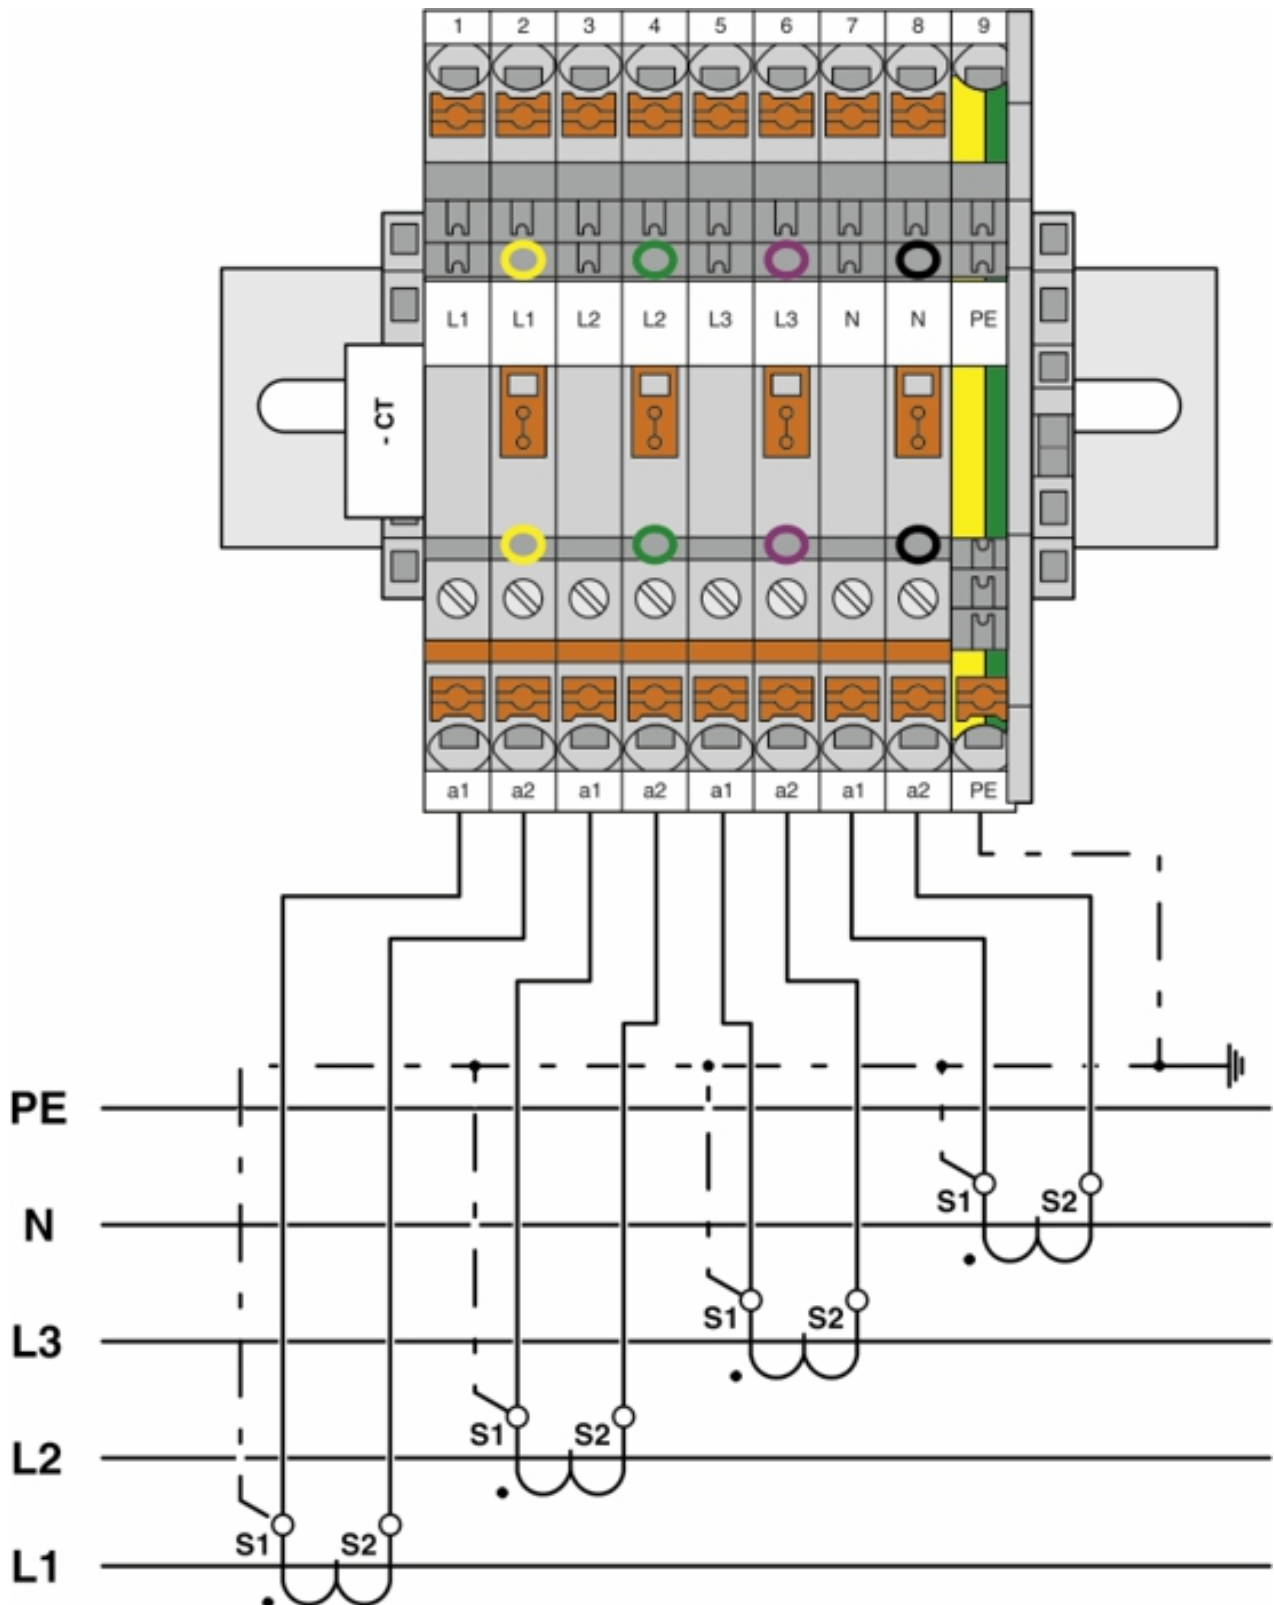 1 2 3 4 5 6 7 8 9
L1 L1 L2 L2 L3 L3 N N PE
- CT
a1 a2 a1 a2 a1 a2 a1 a2 PE
PE
S1 S2
N
S1 S2
L3
S1 S2
L2
S1 S2
L1